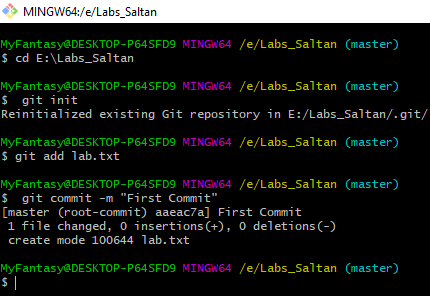 MINGW64:/e/Labs_Saltan
MyFantasy@DESKTOP-P64SFD9 MINGW64 /e/Labs_Saltan (master)
$ cd E:\Labs_Saltan
MyFantasy@DESKTOP-P64SFD9 MINGW64 /e/Labs_Saltan (master)
$  git init
Reinitialized existing Git repository in E:/Labs_Saltan/.git/
MyFantasy@DESKTOP-P64SFD9 MINGW64 /e/Labs_Saltan (master)
$ git add lab.txt
MyFantasy@DESKTOP-P64SFD9 MINGW64 /e/Labs_Saltan (master)
$  git commit -m "First Commit"
[master (root-commit) aaeac7a] First Commit
 1 file changed, 0 insertions(+), 0 deletions(-)
 create mode 100644 lab.txt
MyFantasy@DESKTOP-P64SFD9 MINGW64 /e/Labs_Saltan (master)
$